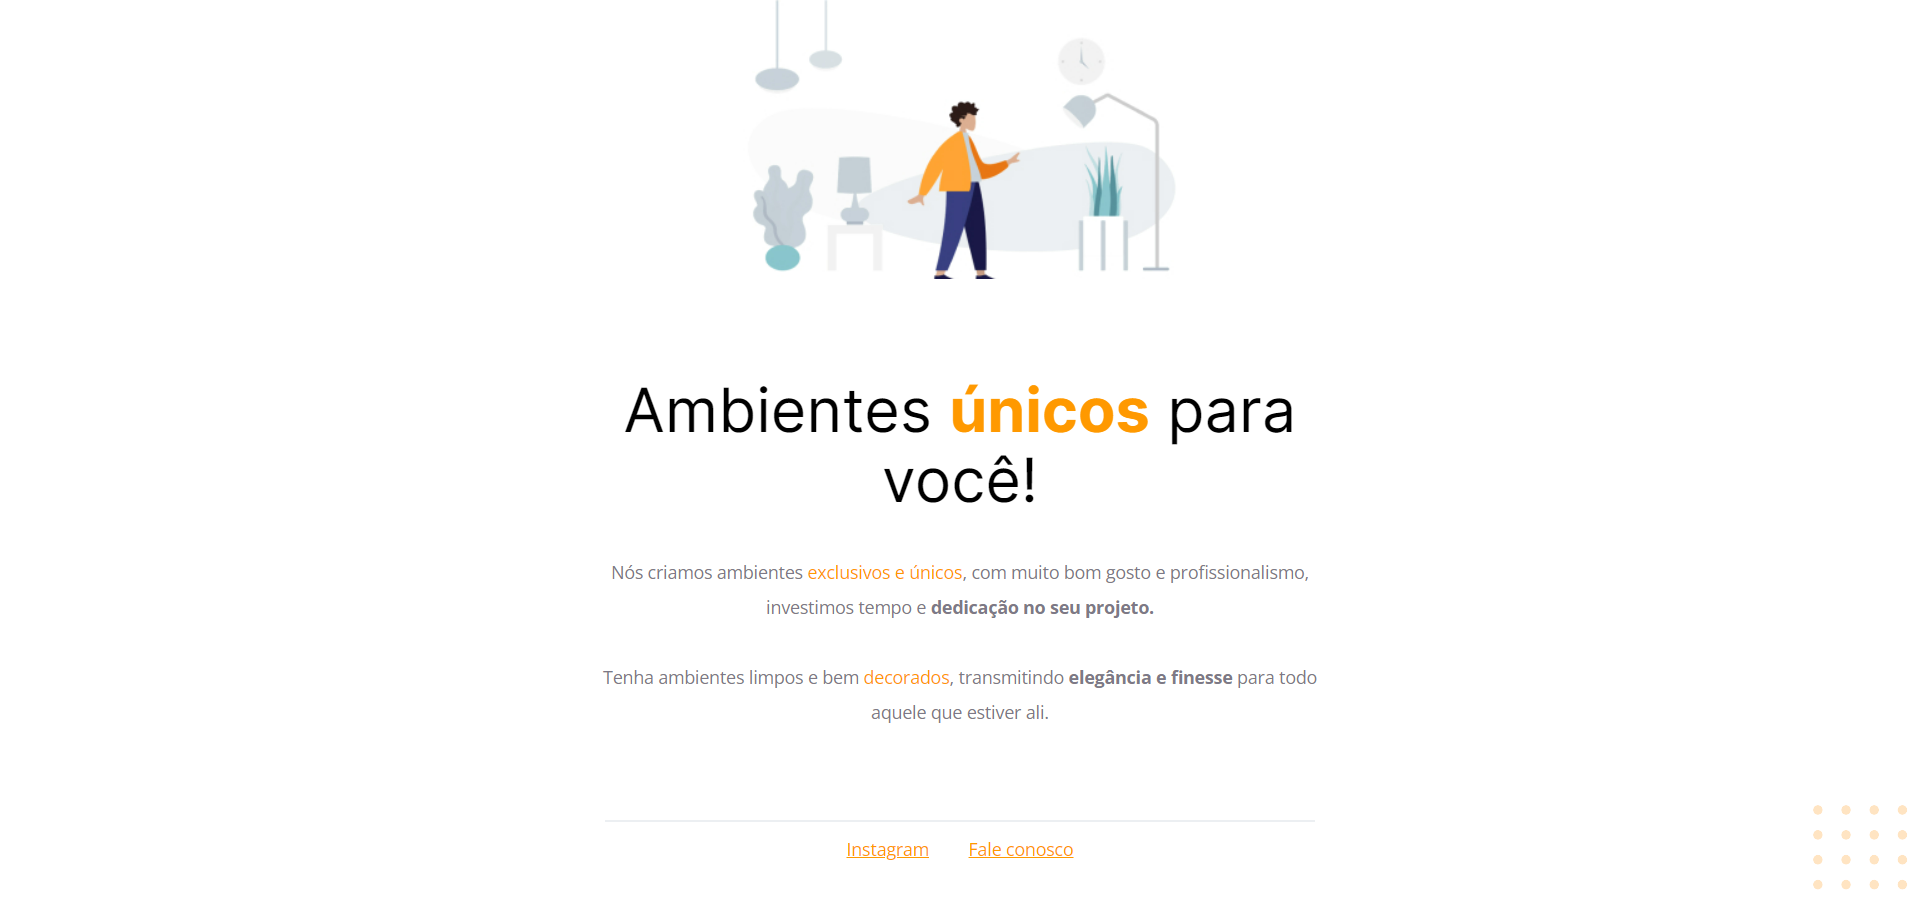 Ambientes únicos para
você!
Nós criamos ambientes exclusivos e únicos, com muito bom gosto e profissionalismo,
investimos tempo e dedicação no seu projeto.
Tenha ambientes limpos e bem decorados, transmitindo elegância e finesse para todo
aquele que estiver ali.
Instagram Fale conosco